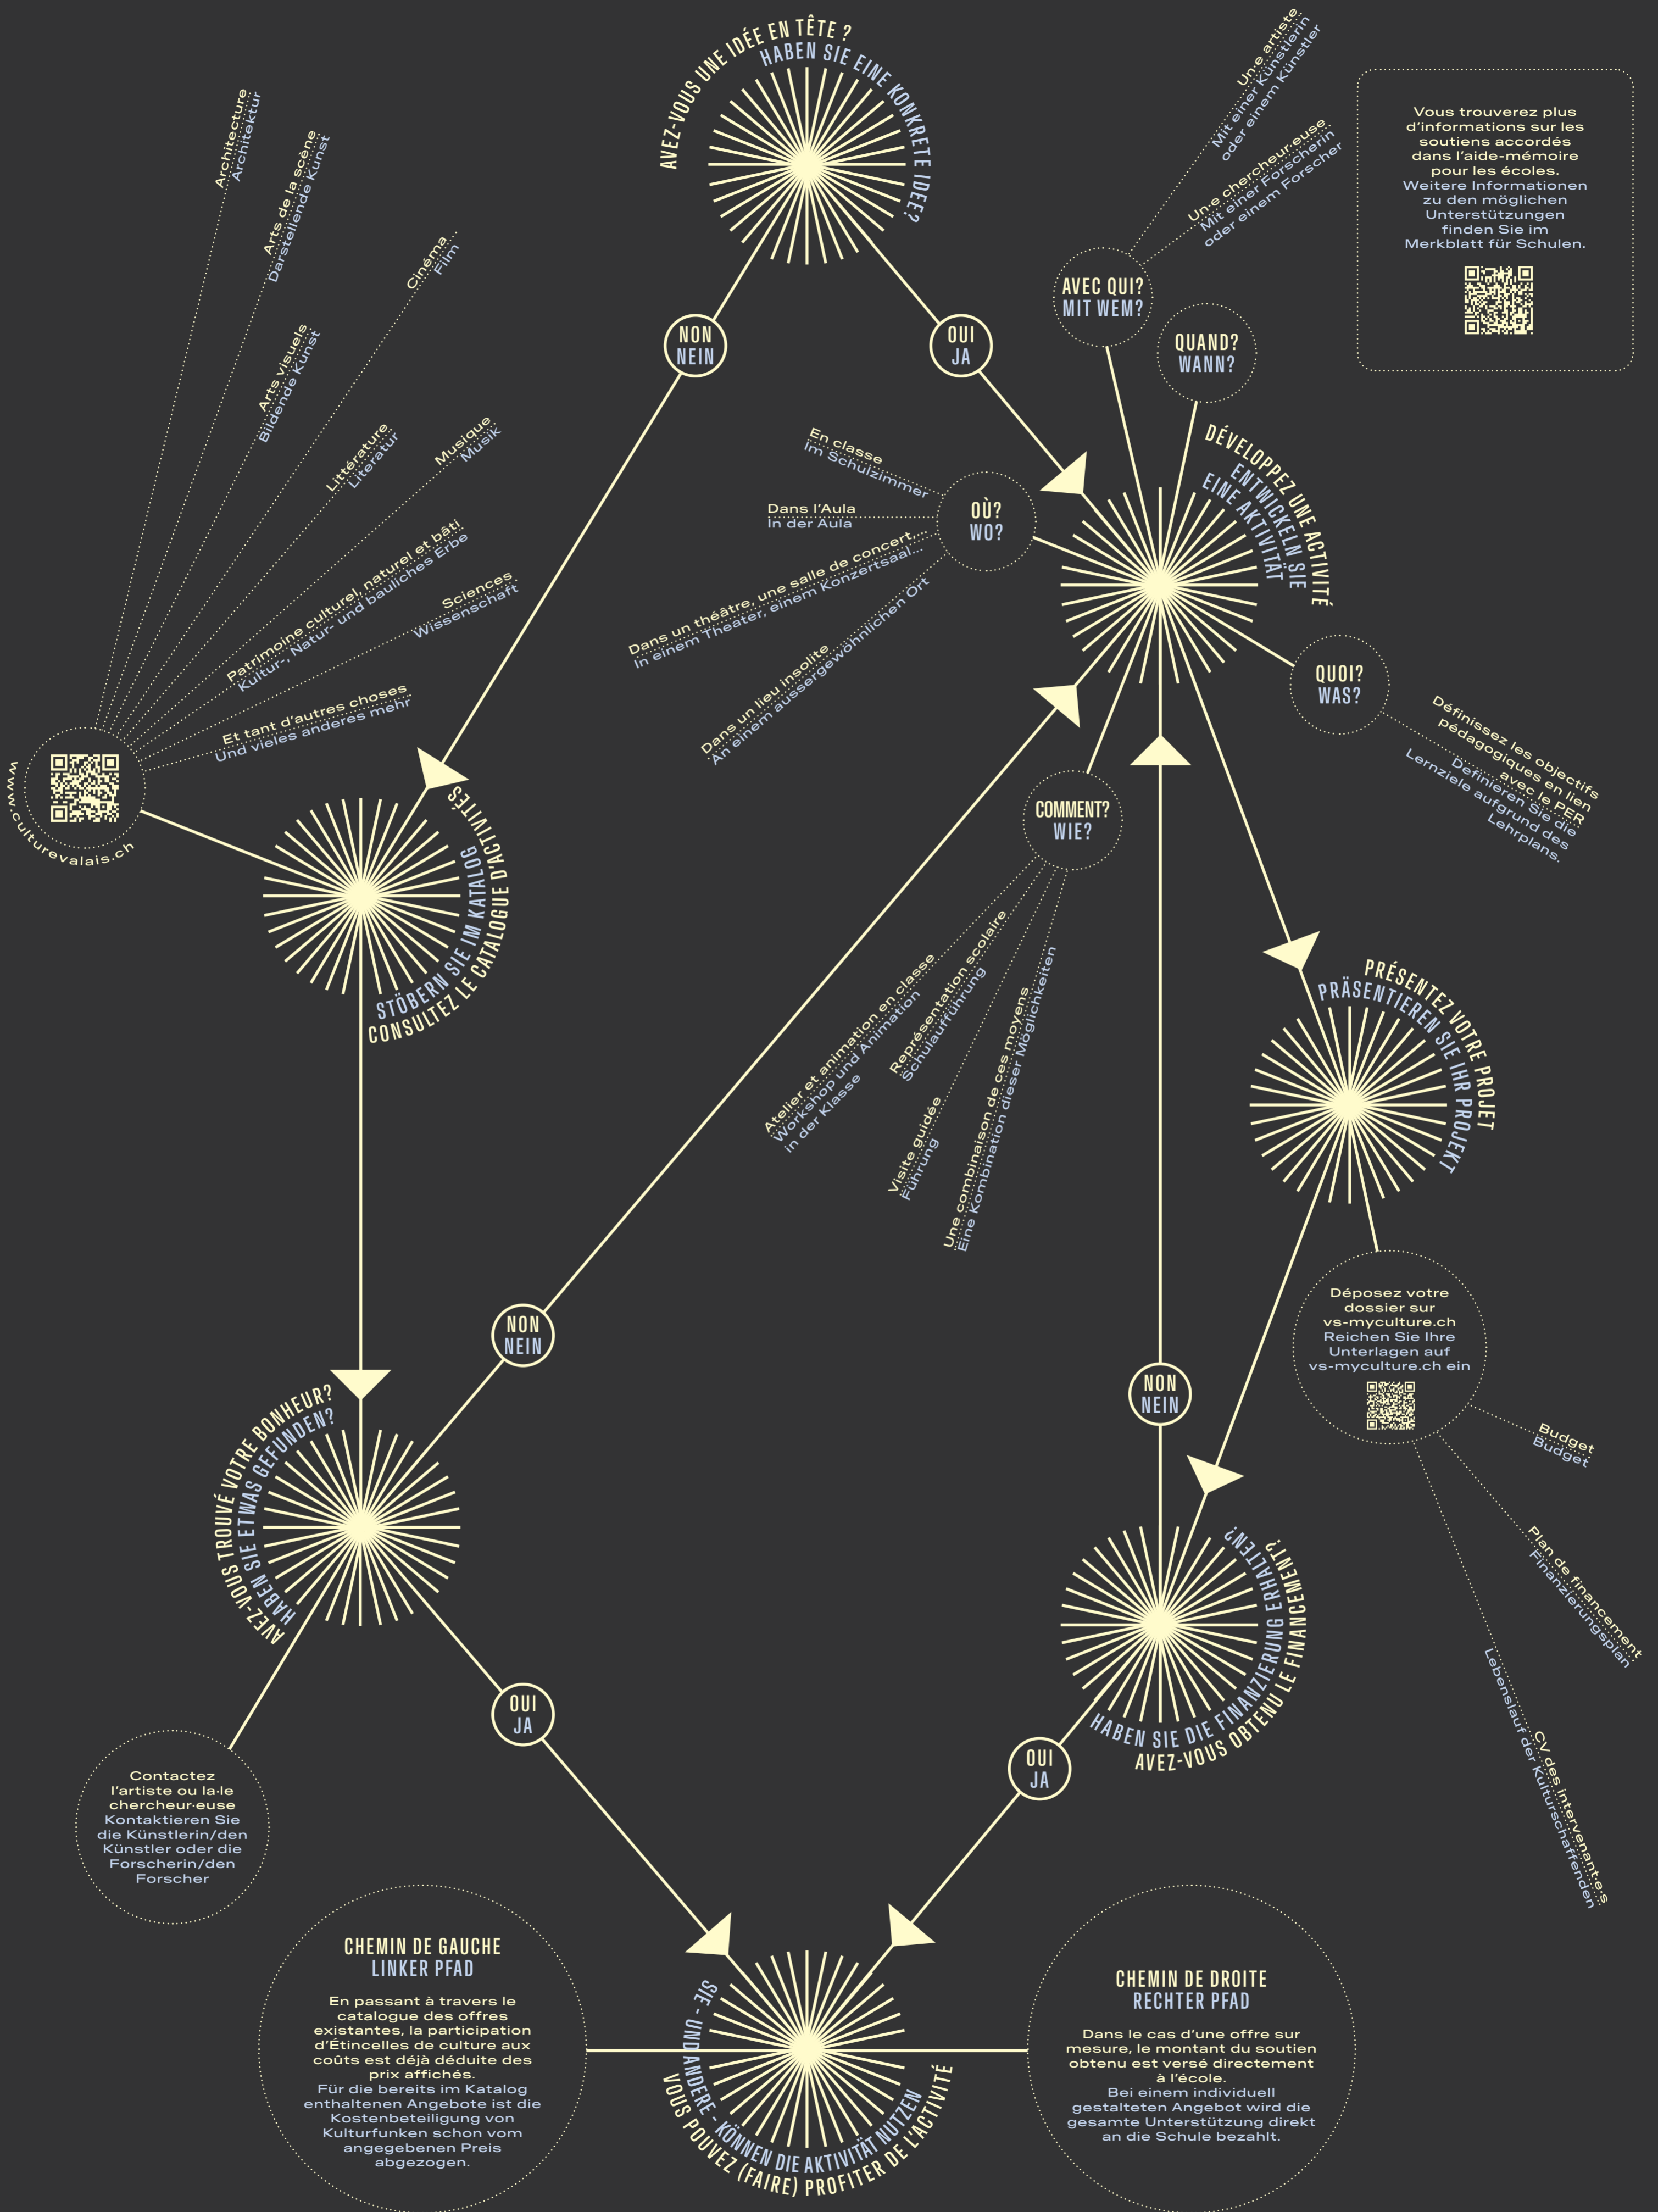 AVEZ-VOUS UNE IDÉE EN TÊTE ?
HABEN SIE EINE KONKRETE IDEE?
NON
NEIN
OUI
JA
Un·e artiste
Mit einer Künstlerin
oder einem Künstler
Un·e chercheur·euse
Mit einer Forscherin
oder einem Forscher
AVEC QUI?
MIT WEM?
QUAND?
WANN?
Vous trouverez plus
d’informations sur les
soutiens accordés
dans l’aide-mémoire
pour les écoles.
Weitere Informationen
zu den möglichen
Unterstützungen
finden Sie im
Merkblatt für Schulen.
DÉVELOPPEZ UNE ACTIVITÉ
ENTWICKELN SIE
EINE AKTIVITÄT
OÙ?
WO?
En classe
Im Schulzimmer
Dans l’Aula
In der Aula
Dans un théâtre, une salle de concert,...
In einem Theater, einem Konzertsaal...
Dans un lieu insolite
An einem aussergewöhnlichen Ort
QUOI?
WAS?
Définissez les objectifs
pédagogiques en lien
avec le PER
Definieren Sie die
Lernziele aufgrund des
Lehrplans.
COMMENT?
WIE?
Atelier et animation en classe
Workshop und Animation
in der Klasse
Représentation scolaire
Schulaufführung
Visite guidée
Führung
Une combinaison de ces moyens
Eine Kombination dieser Möglichkeiten
Architecture
Architektur
Arts de la scène
Darstellende Kunst
Cinéma
Film
Arts visuels
Bildende Kunst
Littérature
Literatur
Musique
Musik
Patrimoine culturel, naturel et bâti
Kultur-, Natur- und bauliches Erbe
Sciences
Wissenschaft
Et tant d’autres choses
Und vieles anderes mehr
www.culturevalais.ch
STÖBERN SIE IM KATALOG
CONSULTEZ LE CATALOGUE D’ACTIVITÉS
PRÉSENTEZ VOTRE PROJET
PRÄSENTIEREN SIE IHR PROJEKT
Déposez votre
dossier sur
vs-myculture.ch
Reichen Sie Ihre
Unterlagen auf
vs-myculture.ch ein
Budget
Budget
Plan de financement
Finanzierungsplan
CV des intervenant·e·s
Lebenslauf der Kulturschaffenden
NON
NEIN
NON
NEIN
AVEZ-VOUS TROUVÉ VOTRE BONHEUR?
HABEN SIE ETWAS GEFUNDEN?
HABEN SIE DIE FINANZIERUNG ERHALTEN?
AVEZ-VOUS OBTENU LE FINANCEMENT?
OUI
JA
OUI
JA
Contactez
l’artiste ou la·le
chercheur·euse
Kontaktieren Sie
die Künstlerin/den
Künstler oder die
Forscherin/den
Forscher
CHEMIN DE GAUCHE
LINKER PFAD
En passant à travers le
catalogue des offres
existantes, la participation
d’Étincelles de culture aux
coûts est déjà déduite des
prix affichés.
Für die bereits im Katalog
enthaltenen Angebote ist die
Kostenbeteiligung von
Kulturfunken schon vom
angegebenen Preis
abgezogen.
SIE - UND ANDERE - KÖNNEN DIE AKTIVITÄT NUTZEN
VOUS POUVEZ (FAIRE) PROFITER DE L’ACTIVITÉ
CHEMIN DE DROITE
RECHTER PFAD
Dans le cas d’une offre sur
mesure, le montant du soutien
obtenu est versé directement
à l’école.
Bei einem individuell
gestalteten Angebot wird die
gesamte Unterstützung direkt
an die Schule bezahlt.